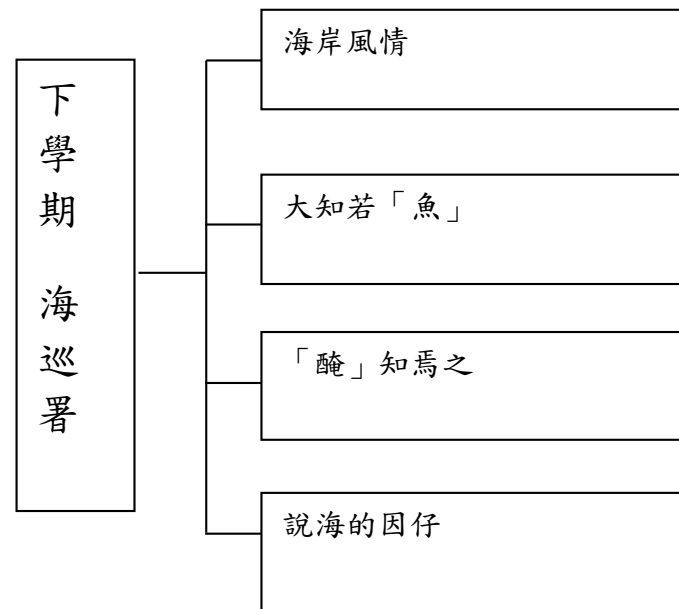 下學期 海巡署
海岸風情
大知若「魚」
「醃」知焉之
說海的因仔